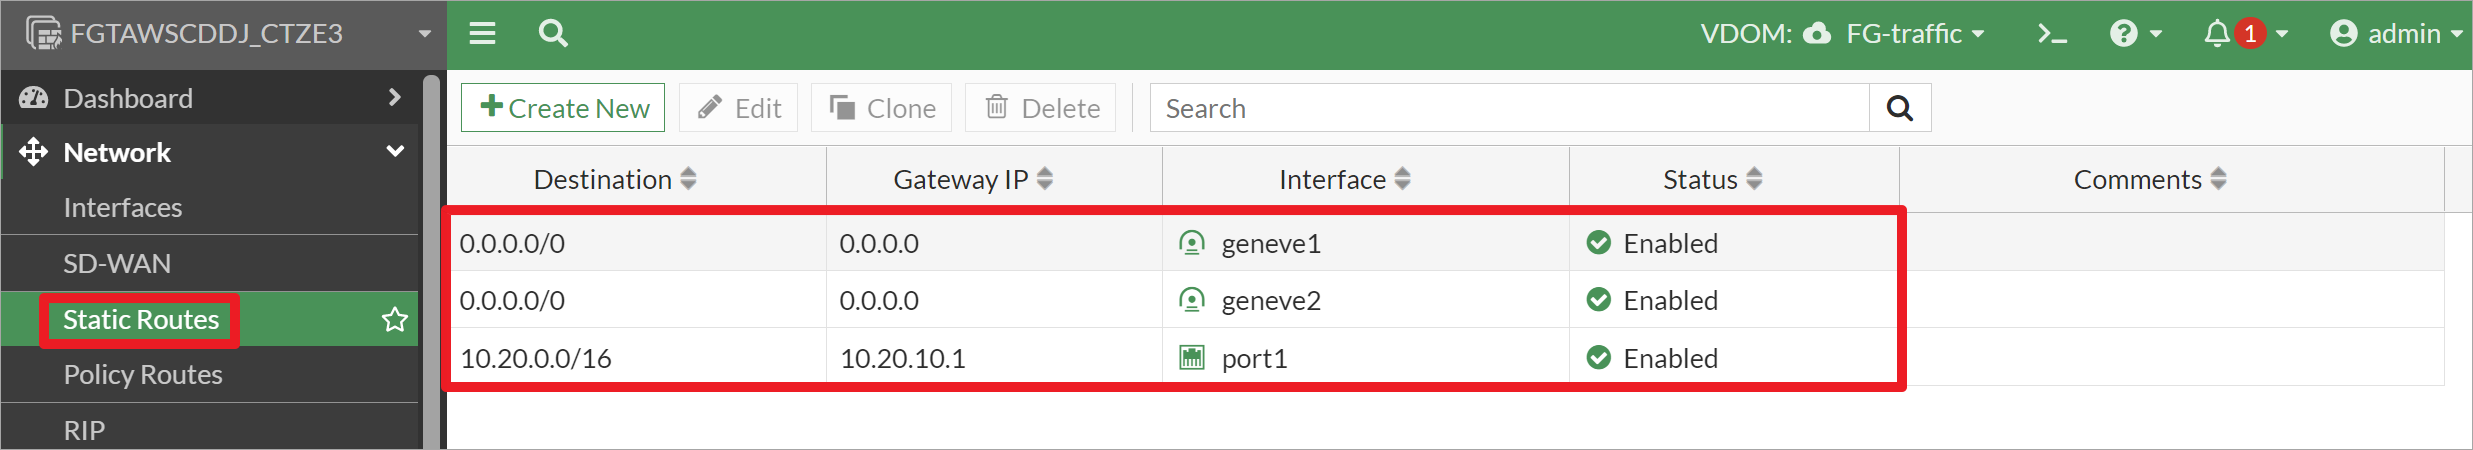 FGTAWSCDDJ_CTZE3
VDOM: FG-traffic
1
admin
Dashboard
Network
Interfaces
SD-WAN
Static Routes
Policy Routes
RIP
Create New Edit Clone Delete Search
Destination Gateway IP Interface Status Comments
0.0.0.0/0 0.0.0.0 geneve1 Enabled
0.0.0.0/0 0.0.0.0 geneve2 Enabled
10.20.0.0/16 10.20.10.1 port1 Enabled